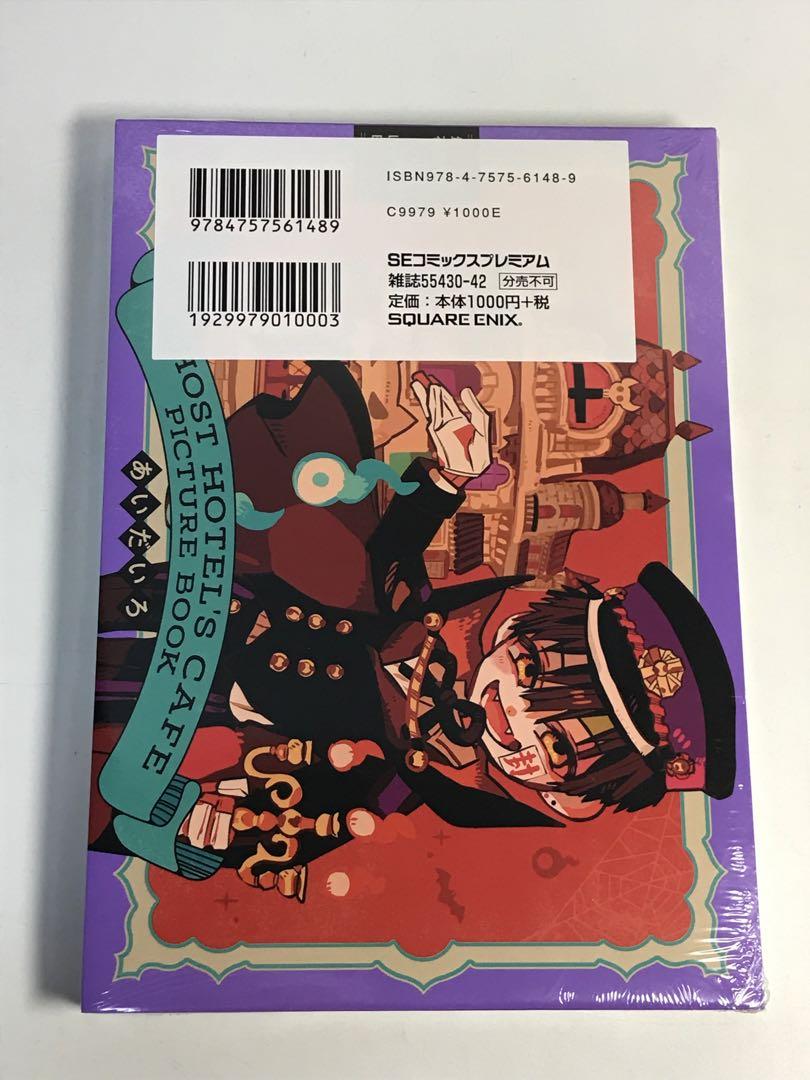 ISBN978-4-7575-6148-9
C9979 ¥1000E
9784757561489
1929979010003
SEコミックスプレミアム
雑誌55430-42 分売不可
定価：本体1000円+税
SQUARE ENIX®
HOST HOTEL'S CAFE
PICTURE BOOK
あいだいろ
封